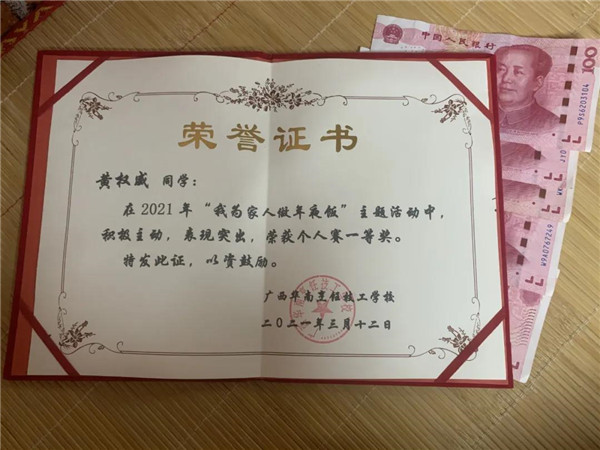 荣誉证书
黄权威 同学：
在2021年“我为家人做年夜饭”主题活动中，
积极主动，表现突出，荣获个人赛一等奖。
特发此证，以资鼓励。
广西华南烹饪技工学校
二〇二一年三月十二日
中国人民银行
100
P9S6203104
W9A0767249